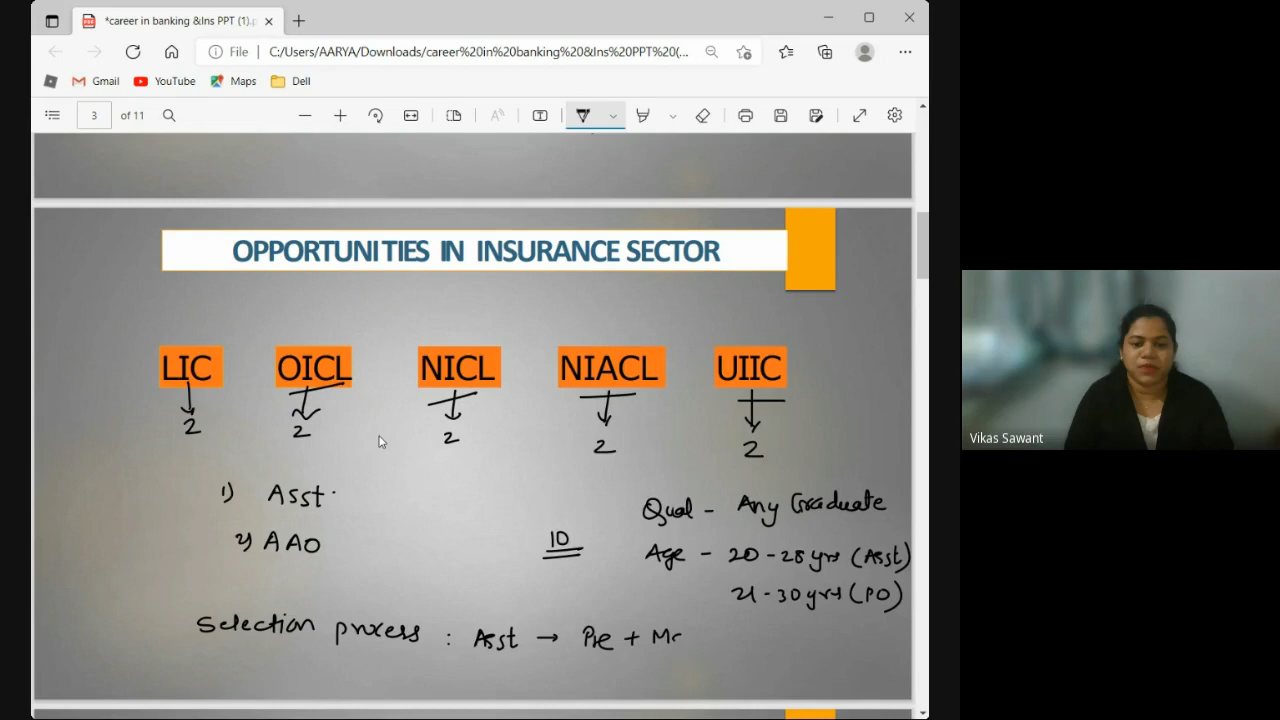 *career in banking &Ins PPT (1).p
File C:/Users/AARYA/Downloads/career%20in%20banking%20&Ins%20PPT%20(...
Gmail YouTube Maps Dell
3 of 11
OPPORTUNITIES IN INSURANCE SECTOR
LIC OICL NICL NIACL UIIC
2 2 2 2 2
1) Asst.
2) AAO
10
Qual - Any Graduate
Age - 20-28 yrs (Asst)
21-30 yrs (PO)
Selection process : Asst → Pre +
Vikas Sawant